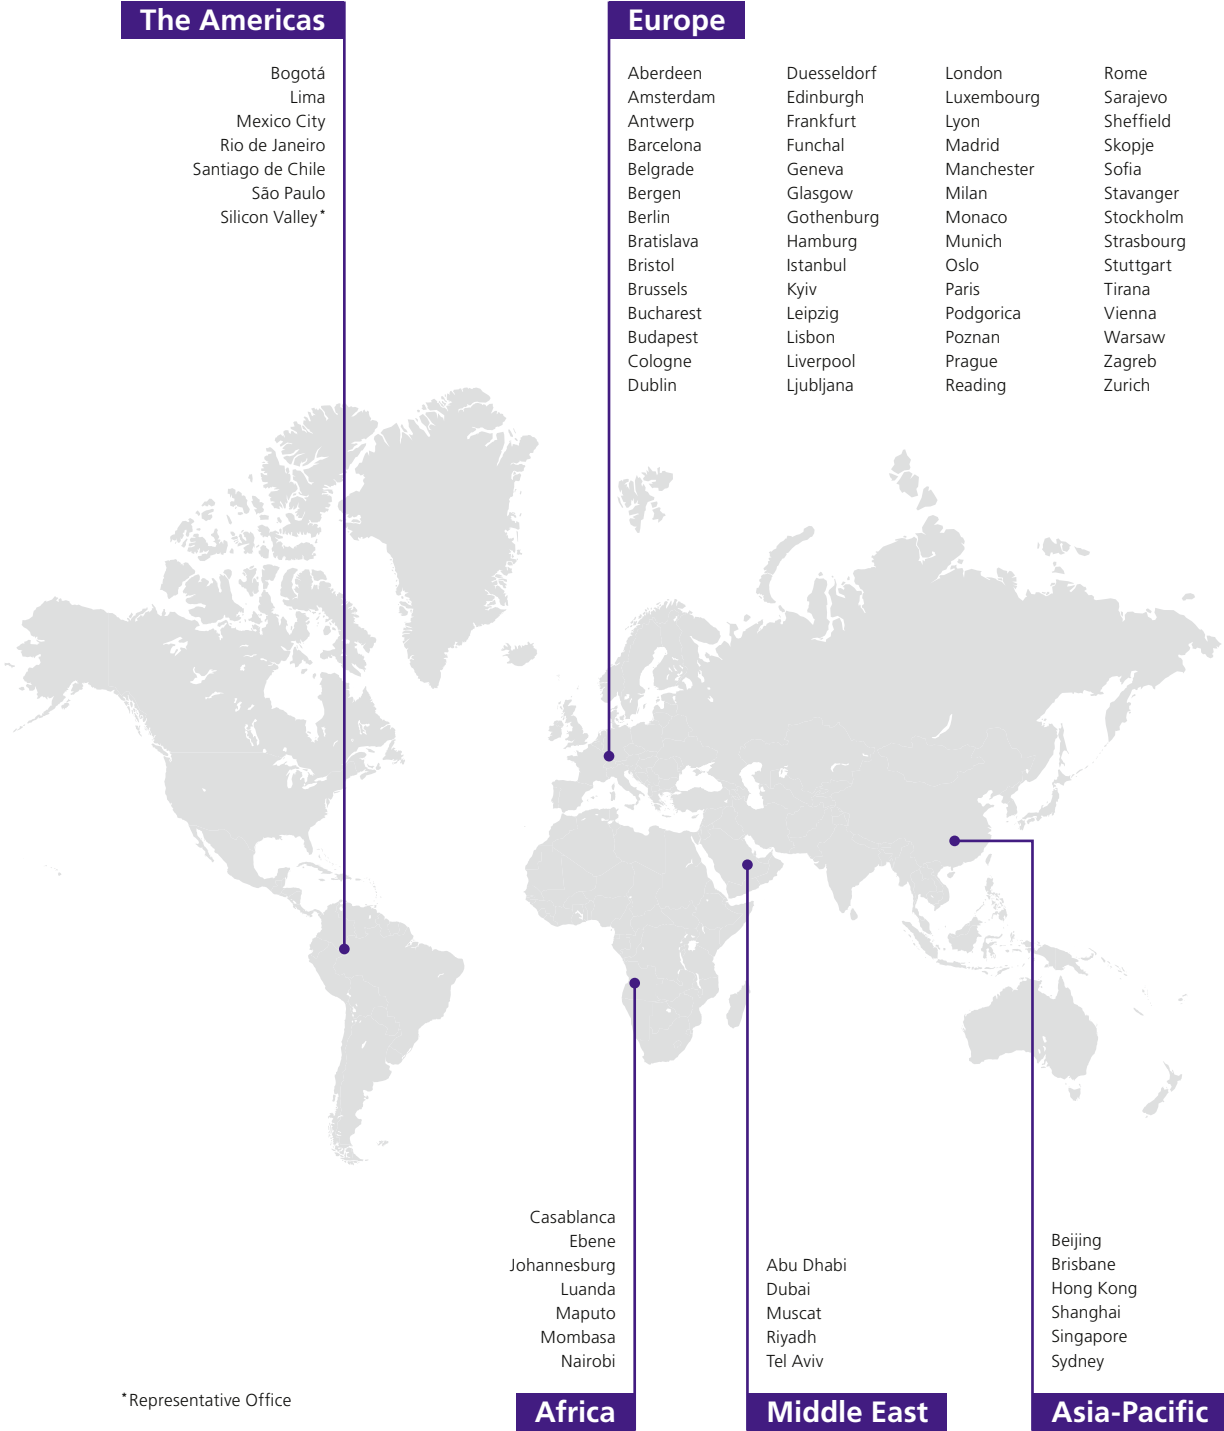 The Americas
Bogotá
Lima
Mexico City
Rio de Janeiro
Santiago de Chile
São Paulo
Silicon Valley*
Europe
Aberdeen
Amsterdam
Antwerp
Barcelona
Belgrade
Bergen
Berlin
Bratislava
Bristol
Brussels
Bucharest
Budapest
Cologne
Dublin
Duesseldorf
Edinburgh
Frankfurt
Funchal
Geneva
Glasgow
Gothenburg
Hamburg
Istanbul
Kyiv
Leipzig
Lisbon
Liverpool
Ljubljana
London
Luxembourg
Lyon
Madrid
Manchester
Milan
Monaco
Munich
Oslo
Paris
Podgorica
Poznan
Prague
Reading
Rome
Sarajevo
Sheffield
Skopje
Sofia
Stavanger
Stockholm
Strasbourg
Stuttgart
Tirana
Vienna
Warsaw
Zagreb
Zurich
Casablanca
Ebene
Johannesburg
Luanda
Maputo
Mombasa
Nairobi
Africa
Abu Dhabi
Dubai
Muscat
Riyadh
Tel Aviv
Middle East
Beijing
Brisbane
Hong Kong
Shanghai
Singapore
Sydney
Asia-Pacific
*Representative Office